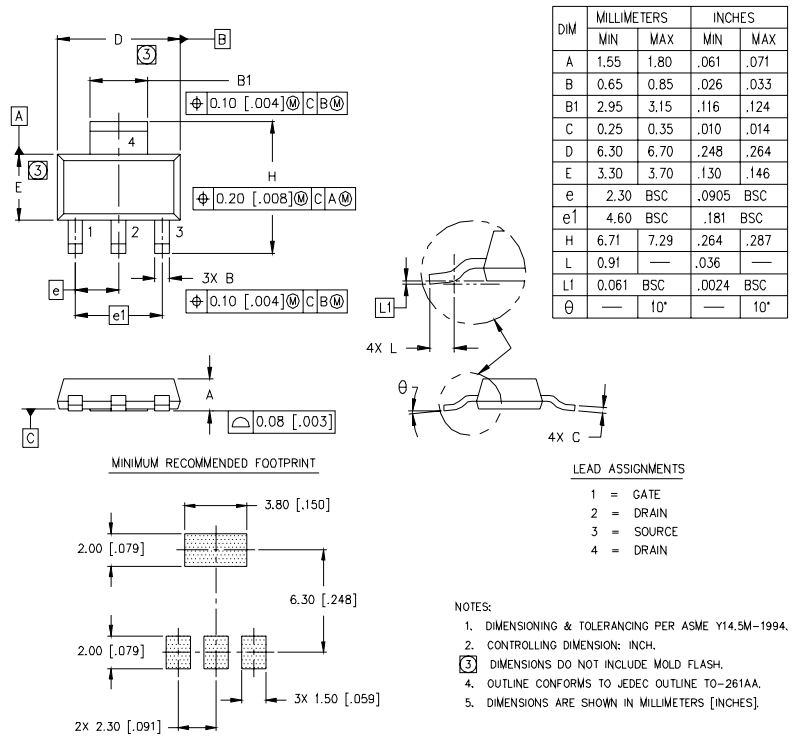 D
B
3
B1
⌖ 0.10 [.004]Ⓜ C BⓂ
A
4
3
E
H
⌖ 0.20 [.008]Ⓜ C AⓂ
1 2 3
3X B
e
⌖ 0.10 [.004]Ⓜ C BⓂ
e1
L1
4X L
DIM MILLIMETERS INCHES
MIN MAX MIN MAX
A 1.55 1.80 .061 .071
B 0.65 0.85 .026 .033
B1 2.95 3.15 .116 .124
C 0.25 0.35 .010 .014
D 6.30 6.70 .248 .264
E 3.30 3.70 .130 .146
e 2.30 BSC .0905 BSC
e1 4.60 BSC .181 BSC
H 6.71 7.29 .264 .287
L 0.91 — .036 —
L1 0.061 BSC .0024 BSC
θ — 10° — 10°
A
C
⌓ 0.08 [.003]
θ
4X C
MINIMUM RECOMMENDED FOOTPRINT
3.80 [.150]
2.00 [.079]
6.30 [.248]
2.00 [.079]
3X 1.50 [.059]
2X 2.30 [.091]
LEAD ASSIGNMENTS
1 = GATE
2 = DRAIN
3 = SOURCE
4 = DRAIN
NOTES:
1. DIMENSIONING & TOLERANCING PER ASME Y14.5M-1994.
2. CONTROLLING DIMENSION: INCH.
3 DIMENSIONS DO NOT INCLUDE MOLD FLASH.
4. OUTLINE CONFORMS TO JEDEC OUTLINE TO-261AA.
5. DIMENSIONS ARE SHOWN IN MILLIMETERS [INCHES].